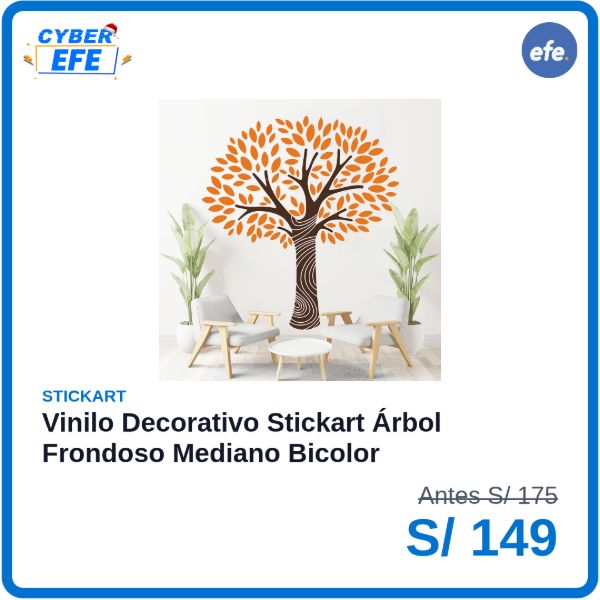 CYBER
EFE
efe.
STICKART
Vinilo Decorativo Stickart Árbol
Frondoso Mediano Bicolor
Antes S/ 175
S/ 149